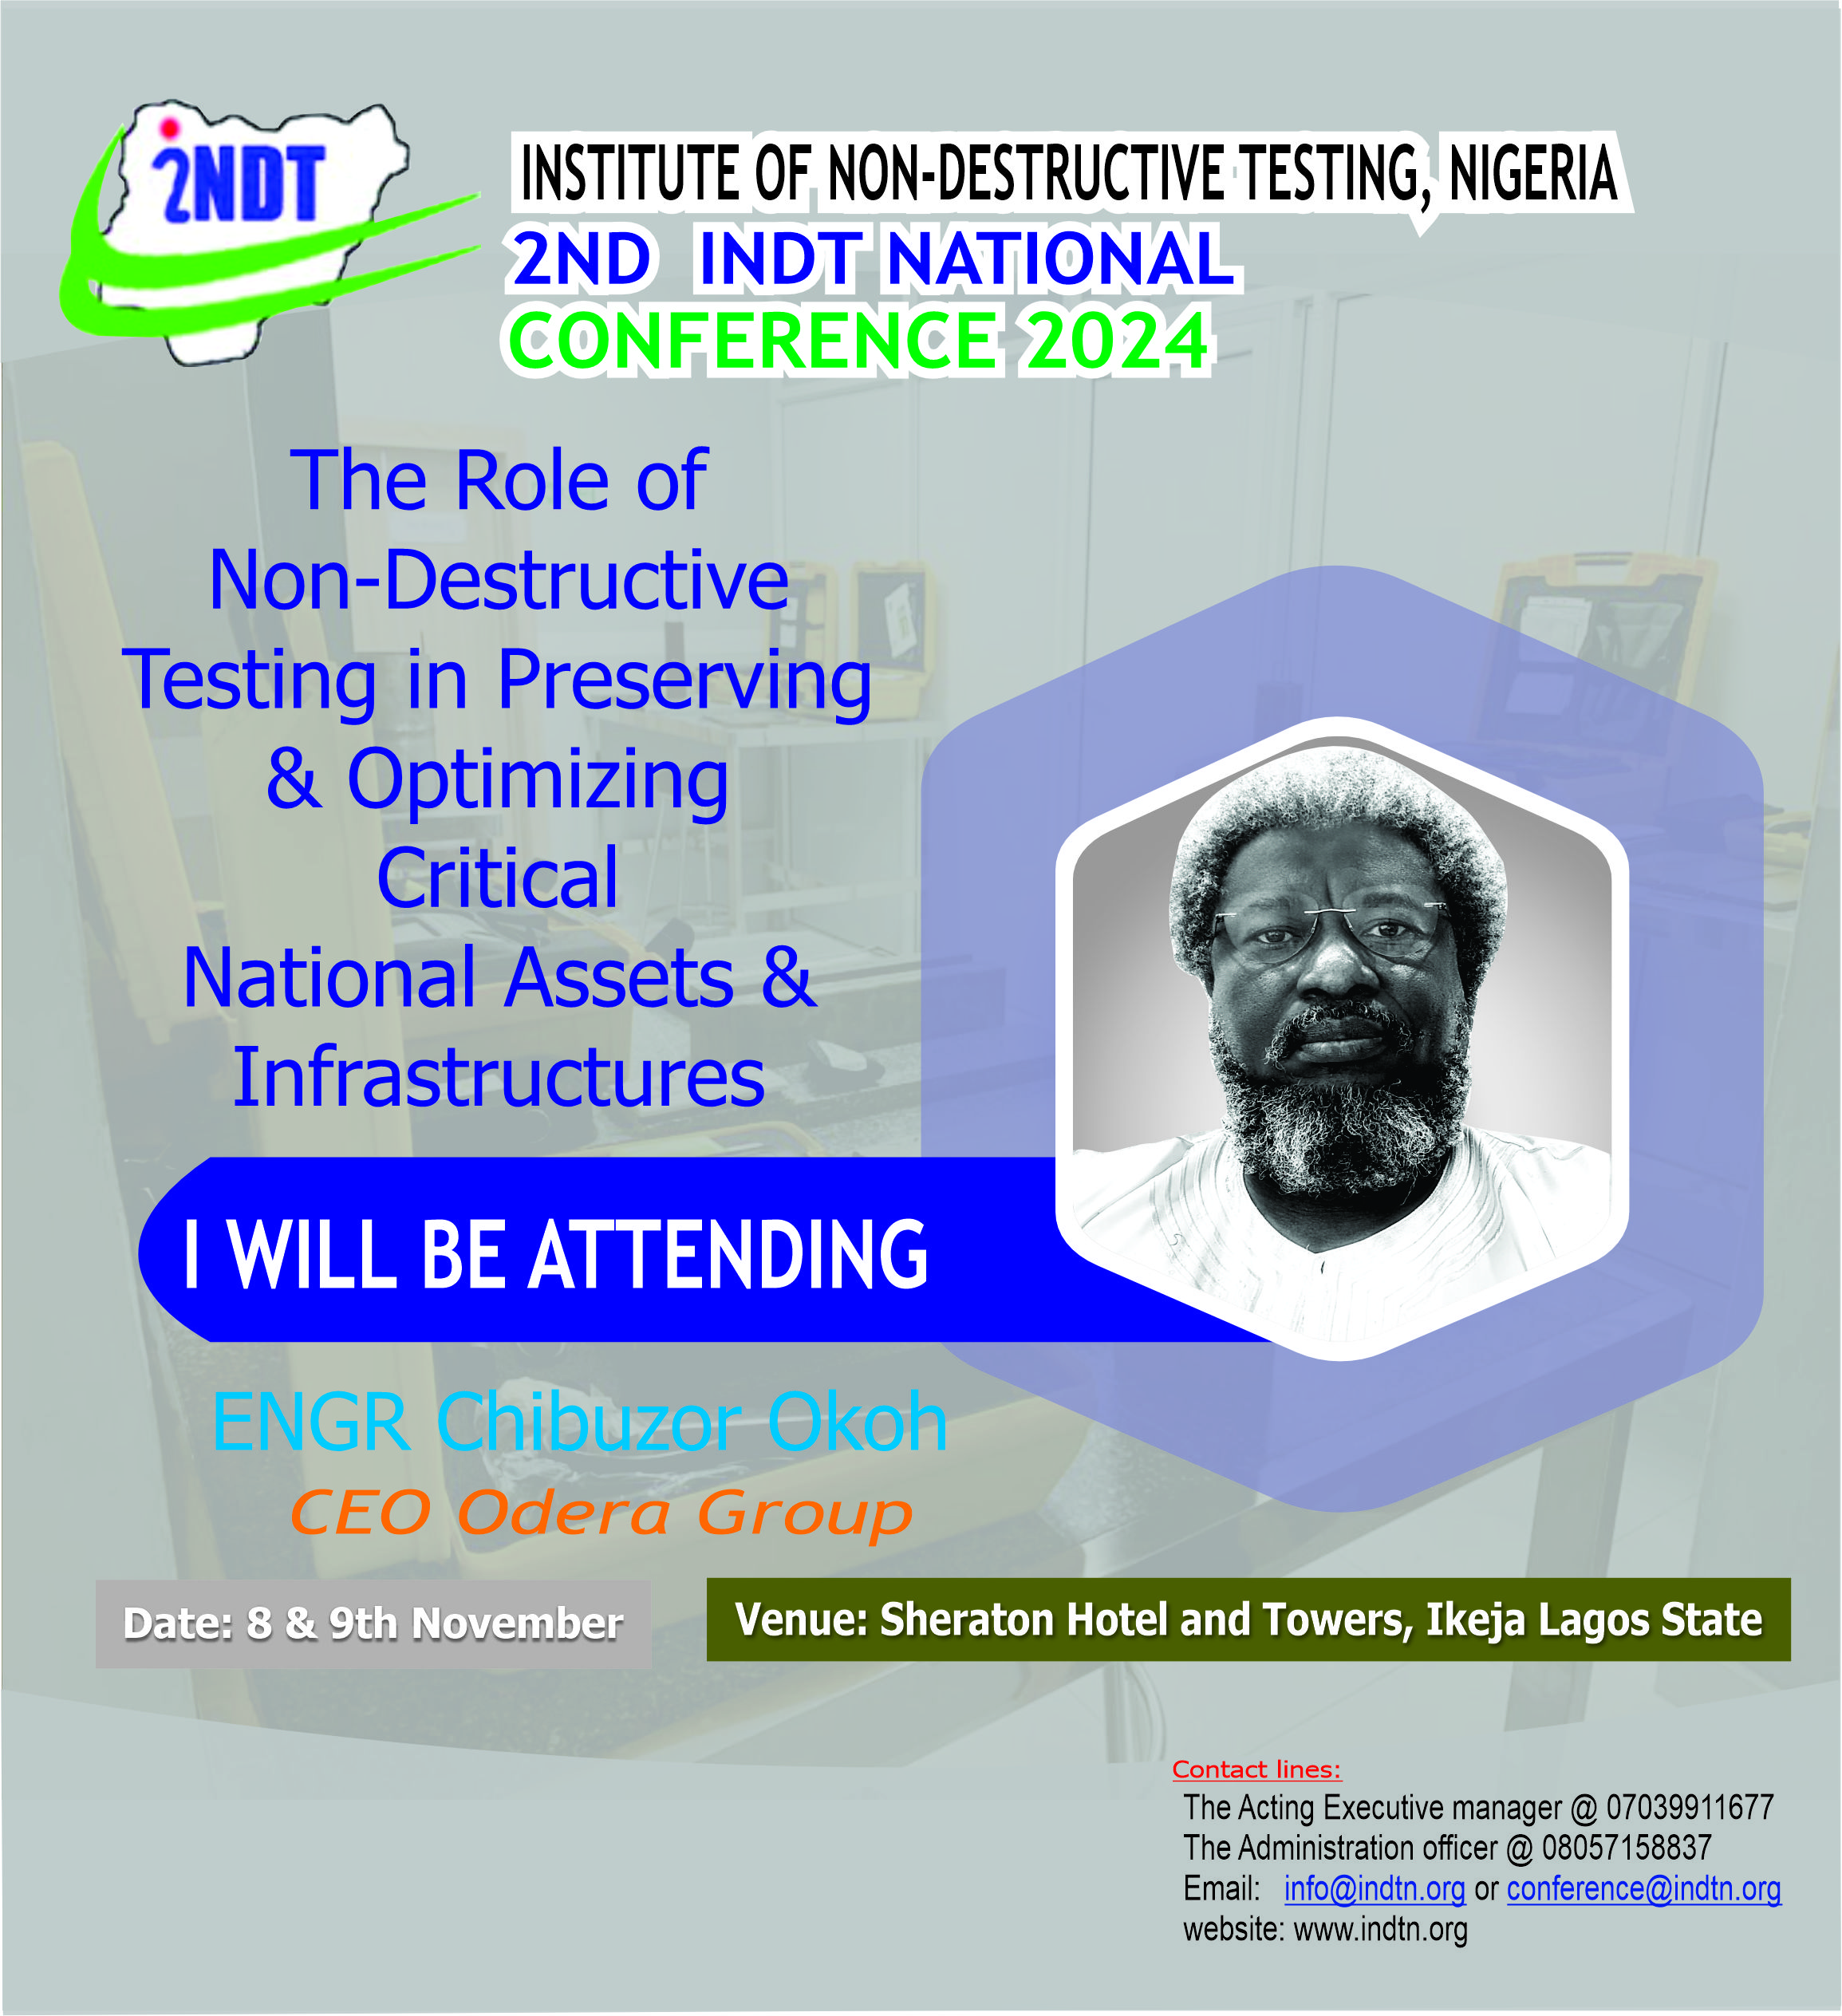 iNDT
INSTITUTE OF NON-DESTRUCTIVE TESTING, NIGERIA
2ND INDT NATIONAL
CONFERENCE 2024
The Role of
Non-Destructive
Testing in Preserving
& Optimizing
Critical
National Assets &
Infrastructures
I WILL BE ATTENDING
ENGR Chibuzor Okoh
CEO Odera Group
Date: 8 & 9th November
Venue: Sheraton Hotel and Towers, Ikeja Lagos State
Contact lines:
The Acting Executive manager @ 07039911677
The Administration officer @ 08057158837
Email: info@indtn.org or conference@indtn.org
website: www.indtn.org